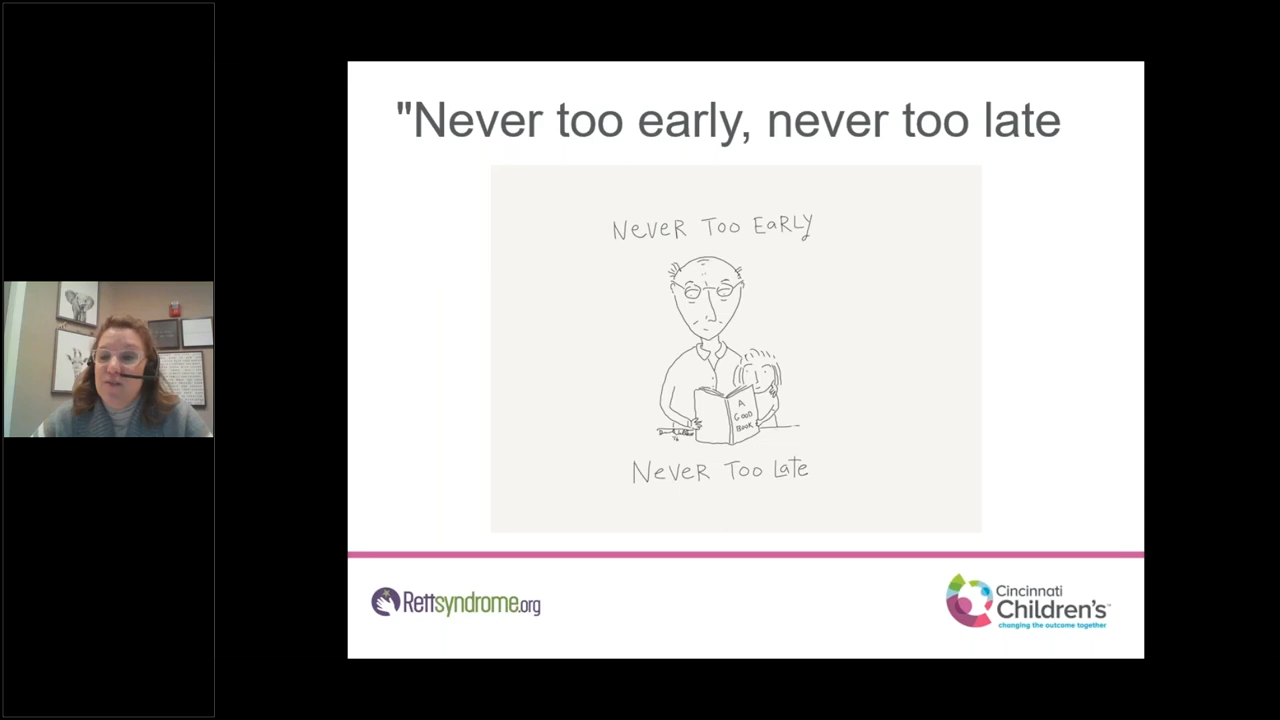 "Never too early, never too late
Never Too Early
A
Good
Book
Never Too Late
Rettsyndrome.org
Cincinnati
Children's™
changing the outcome together